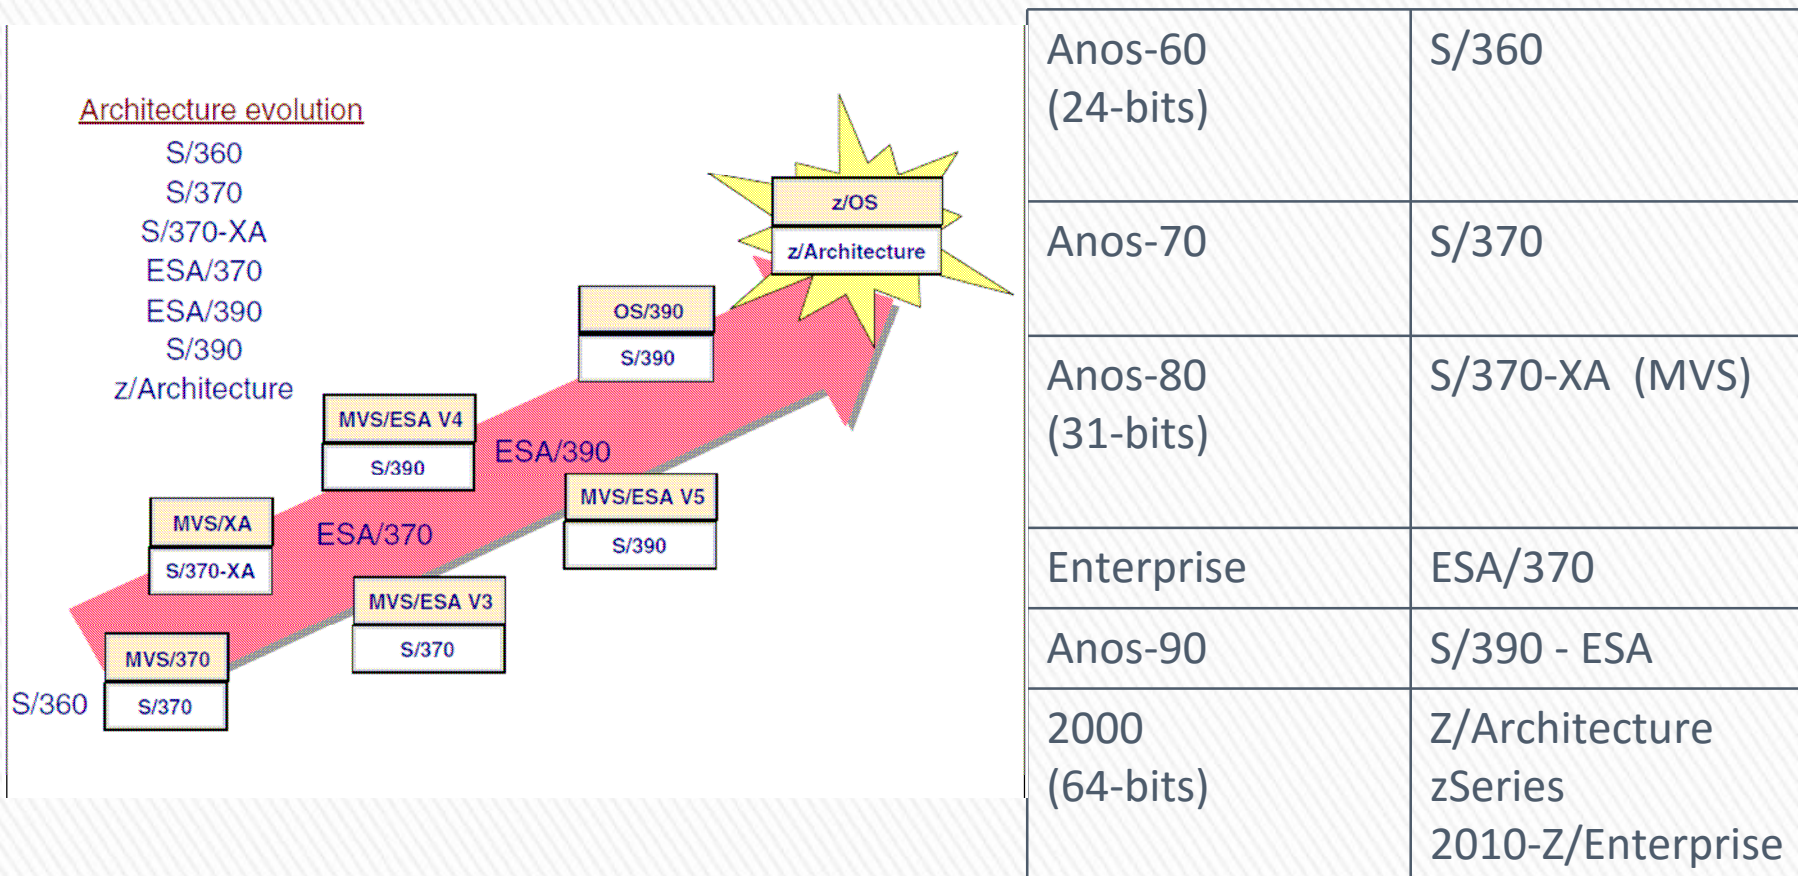 Architecture evolution
S/360
S/370
S/370-XA
ESA/370
ESA/390
S/390
z/Architecture
z/OS
z/Architecture
OS/390
S/390
MVS/ESA V4
S/390
ESA/390
MVS/ESA V5
S/390
MVS/XA
S/370-XA
ESA/370
MVS/ESA V3
S/370
MVS/370
S/370
S/360
Anos-60
(24-bits)
S/360
Anos-70
S/370
Anos-80
(31-bits)
S/370-XA (MVS)
Enterprise
ESA/370
Anos-90
S/390 - ESA
2000
(64-bits)
Z/Architecture
zSeries
2010-Z/Enterprise